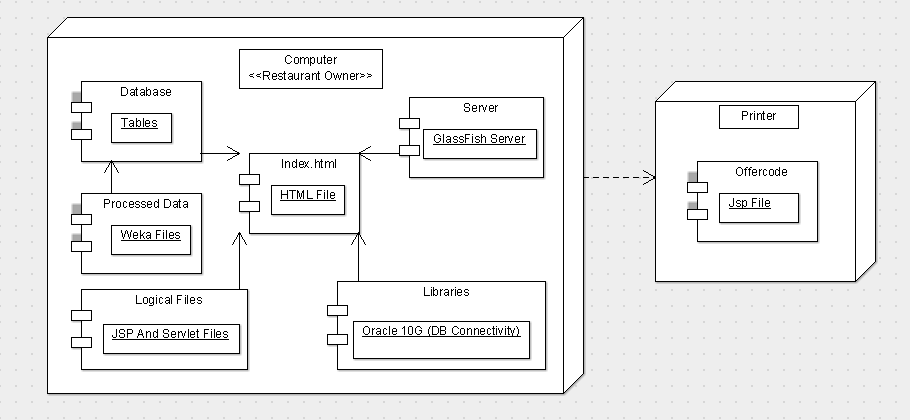 Computer
<<Restaurant Owner>>
Database
Tables
Server
GlassFish Server
Index.html
HTML File
Processed Data
Weka Files
Logical Files
JSP And Servlet Files
Libraries
Oracle 10G (DB Connectivity)
Printer
Offercode
Jsp File